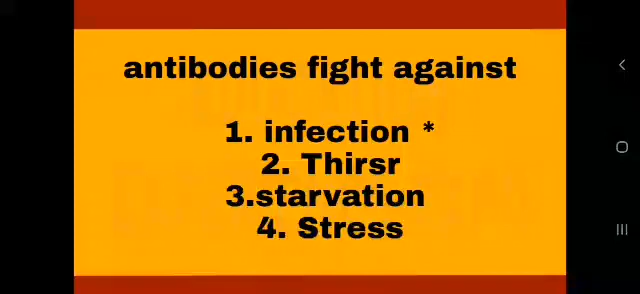 antibodies fight against
1. infection *
2. Thirsr
3.starvation
4. Stress